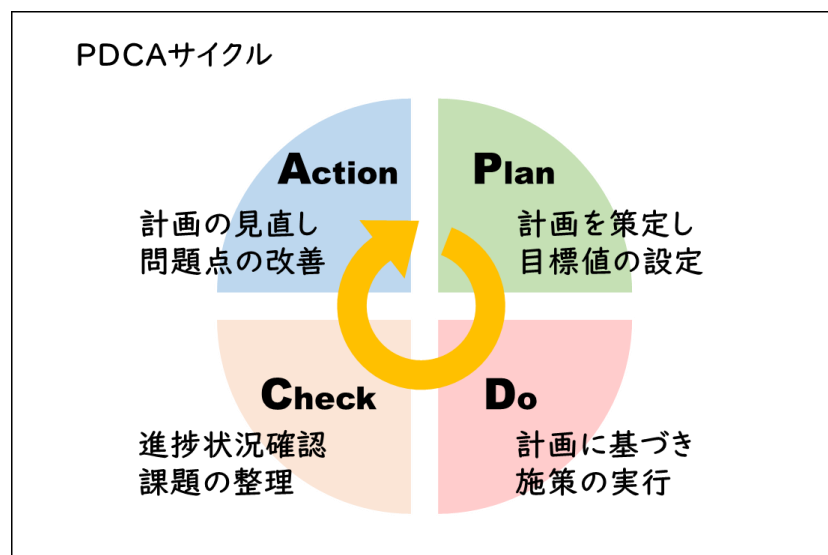 PDCAサイクル
Action
計画の見直し
問題点の改善
Plan
計画を策定し
目標値の設定
Check
進捗状況確認
課題の整理
Do
計画に基づき
施策の実行